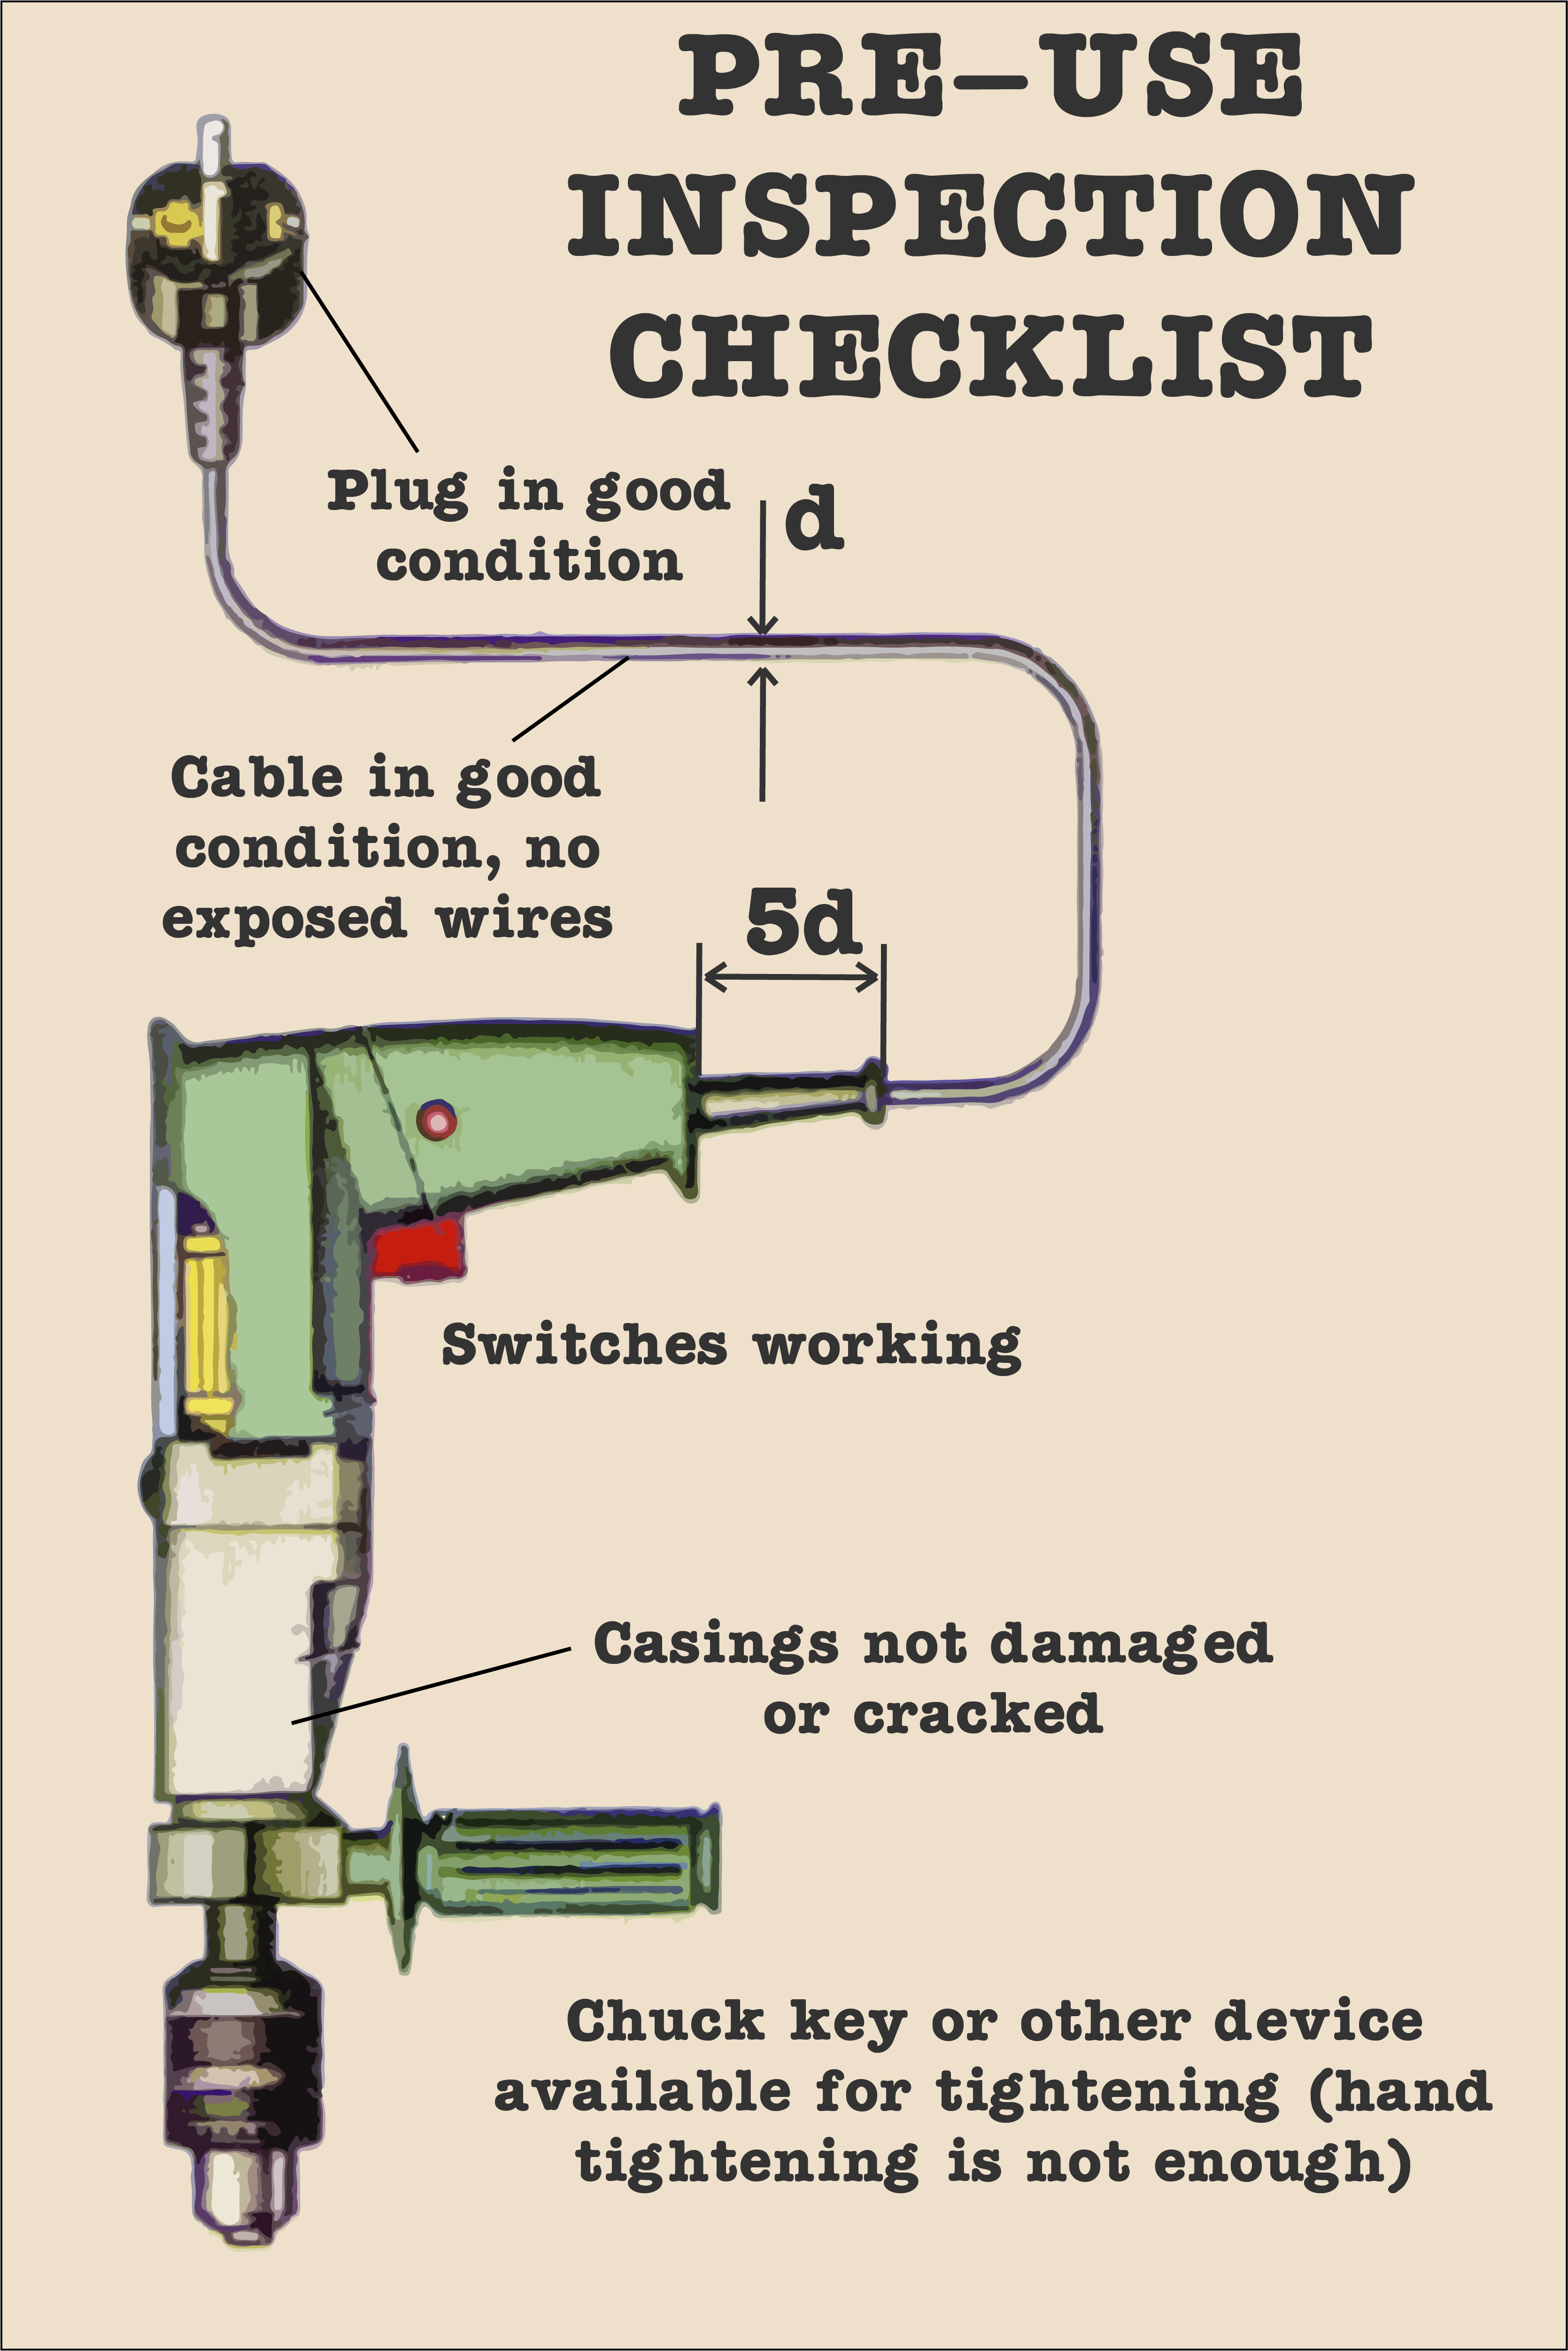 PRE–USE
INSPECTION
CHECKLIST
Plug in good
condition
d
Cable in good
condition, no
exposed wires
5d
Switches working
Casings not damaged
or cracked
Chuck key or other device
available for tightening (hand
tightening is not enough)